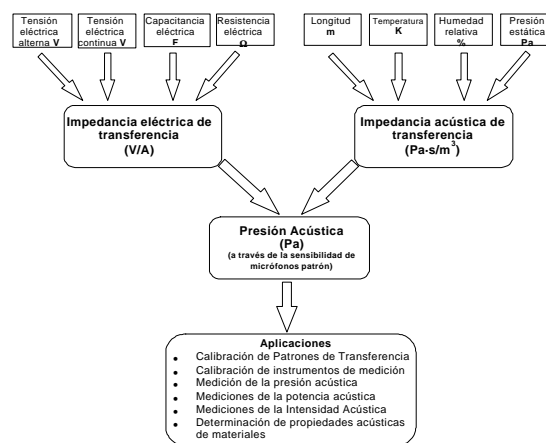 Tensión
eléctrica
alterna V
Tensión
eléctrica
continua V
Capacitancia
eléctrica
F
Resistencia
eléctrica
Ω
Longitud
m
Temperatura
K
Humedad
relativa
%
Presión
estática
Pa
Impedancia eléctrica de
transferencia
(V/A)
Impedancia acústica de
transferencia
(Pa·s/m³)
Presión Acústica
(Pa)
(a través de la sensibilidad de
micrófonos patrón)
Aplicaciones
• Calibración de Patrones de Transferencia
• Calibración de instrumentos de medición
• Medición de la presión acústica
• Mediciones de la potencia acústica
• Mediciones de la Intensidad Acústica
• Determinación de propiedades acústicas
de materiales